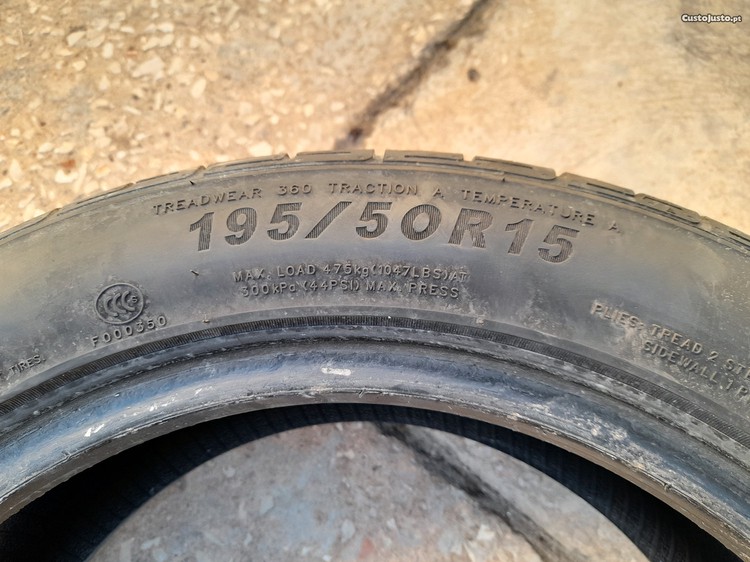 CustoJusto.pt
TREADWEAR 360 TRACTION A TEMPERATURE A
195/50R15
MAX. LOAD 475kg(1047LBS)AT
300kPa(44PSI) MAX. PRESS
CCC
F000350
TIRES.
PLIES: TREAD 2
SIDEWALL 1